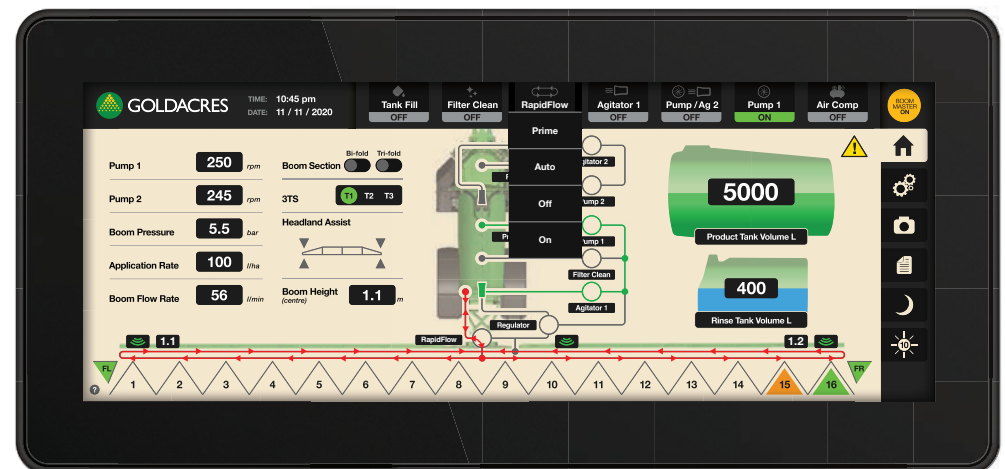 GOLDACRES
TIME: 10:45 pm
DATE: 11 / 11 / 2020
Tank Fill
OFF
Filter Clean
OFF
RapidFlow
Prime
Auto
Off
On
Agitator 1
OFF
Pump / Ag 2
OFF
Pump 1
ON
Air Comp
OFF
BOOM
MASTER
ON
Pump 1 250 rpm
Pump 2 245 rpm
Boom Pressure 5.5 bar
Application Rate 100 l/ha
Boom Flow Rate 56 l/min
Boom Section Bi-fold Tri-fold
3TS T1 T2 T3
Headland Assist
Boom Height 1.1 m
(centre)
gitator 2
ump 2
ump 1
Filter Clean
Agitator 1
Regulator
RapidFlow
5000
Product Tank Volume L
400
Rinse Tank Volume L
10
1.1
1.2
FL 1 2 3 4 5 6 7 8 9 10 11 12 13 14 15 16 FR
?